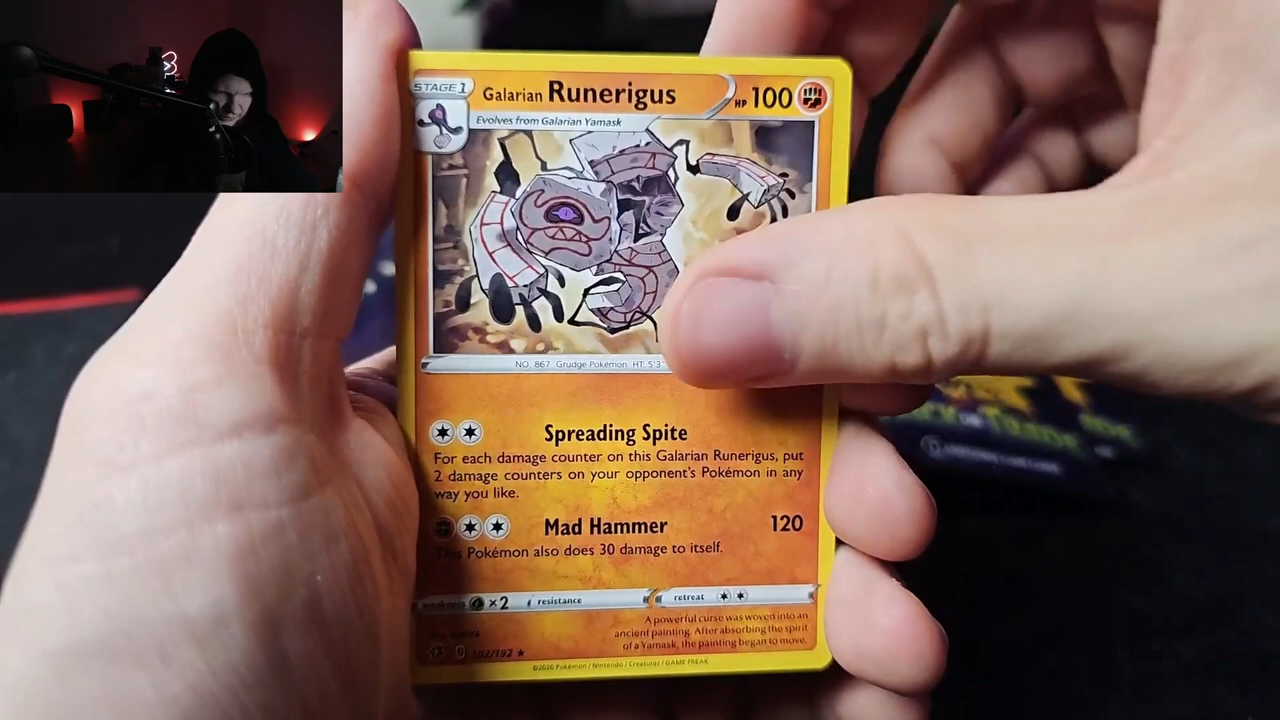 STAGE 1
Galarian Runerigus
HP 100
Evolves from Galarian Yamask
NO. 867 Grudge Pokémon HT: 5'3"
Spreading Spite
For each damage counter on this Galarian Runerigus, put
2 damage counters on your opponent's Pokémon in any
way you like.
Mad Hammer 120
This Pokémon also does 30 damage to itself.
weakness ×2 resistance retreat
A powerful curse was woven into an
ancient painting. After absorbing the spirit
of a Yamask, the painting began to move.
102/192 ★
©2020 Pokémon / Nintendo / Creatures / GAME FREAK